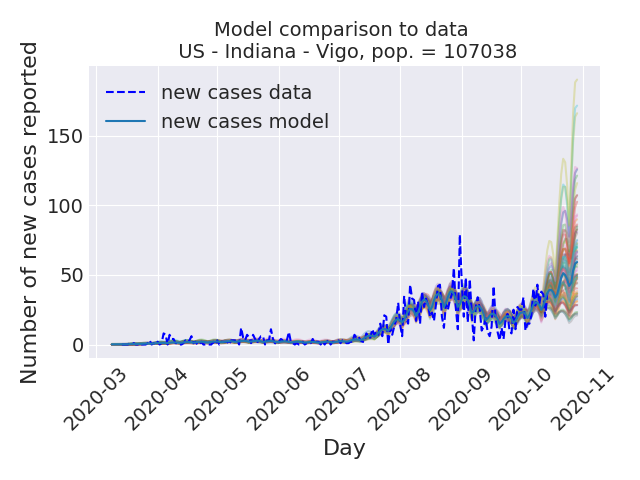 Model comparison to data
US - Indiana - Vigo, pop. = 107038
new cases data
new cases model
Number of new cases reported
150
100
50
0
2020-03
2020-04
2020-05
2020-06
2020-07
2020-08
2020-09
2020-10
2020-11
Day